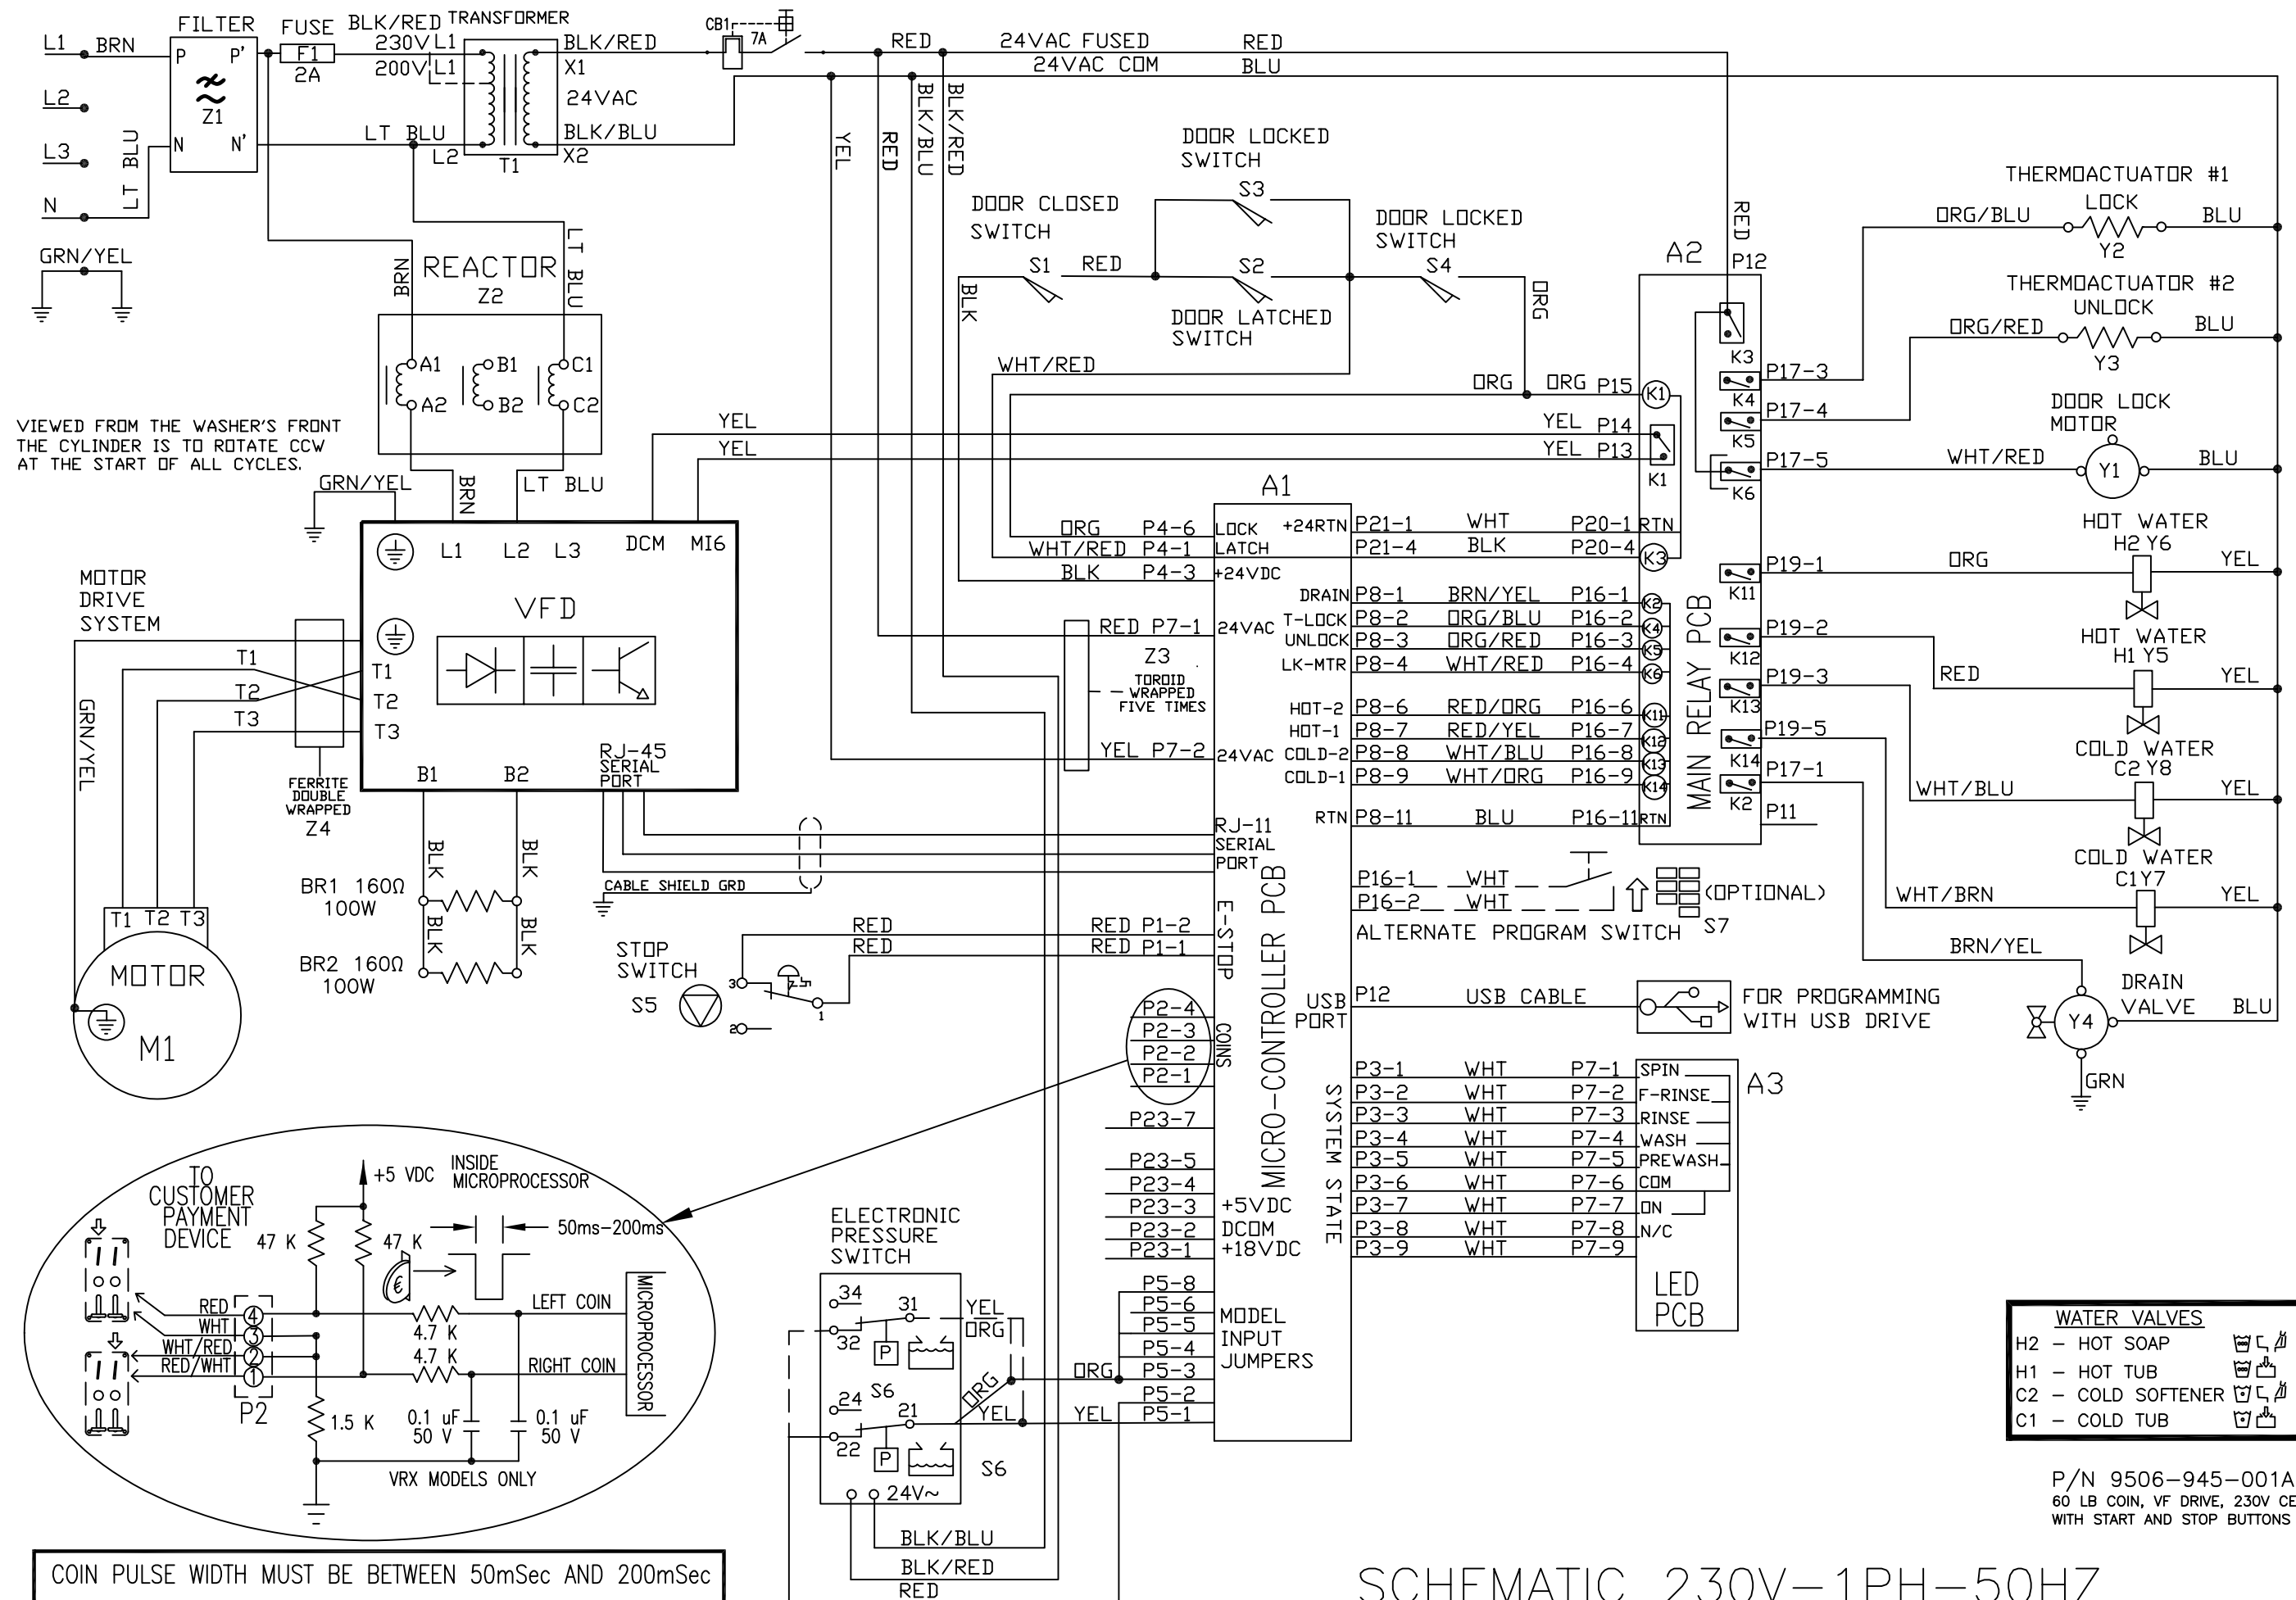 L1
BRN
L2
L3
N
LT BLU
GRN/YEL
FILTER
P
P'
Z1
N
N'
FUSE
F1
2A
BLK/RED
230V L1
200V L1
TRANSFORMER
LT BLU
L2
T1
BLK/RED
X1
24VAC
BLK/BLU
X2
CB1
7A
RED
24VAC FUSED
RED
24VAC COM
BLU
YEL
RED
BLK/BLU
BLK/RED
BRN
LT BLU
REACTOR
Z2
A1
B1
C1
A2
B2
C2
BRN
LT BLU
VIEWED FROM THE WASHER'S FRONT
THE CYLINDER IS TO ROTATE CCW
AT THE START OF ALL CYCLES.
GRN/YEL
DOOR LOCKED
SWITCH
S3
DOOR CLOSED
SWITCH
S1
RED
S2
DOOR LATCHED
SWITCH
DOOR LOCKED
SWITCH
S4
BLK
ORG
WHT/RED
ORG
ORG P15
YEL
YEL P14
YEL
YEL P13
RED
A2
P12
K3
K4
K5
K6
K1
K1
P17-3
P17-4
P17-5
THERMOACTUATOR #1
LOCK
ORG/BLU
BLU
Y2
THERMOACTUATOR #2
UNLOCK
ORG/RED
BLU
Y3
DOOR LOCK
MOTOR
WHT/RED
Y1
BLU
HOT WATER
H2 Y6
P19-1
ORG
YEL
K11
HOT WATER
H1 Y5
P19-2
RED
YEL
K12
COLD WATER
C2 Y8
P19-3
WHT/BLU
YEL
K13
COLD WATER
C1 Y7
P19-5
WHT/BRN
YEL
K14
P17-1
K2
P11
BRN/YEL
DRAIN
VALVE
BLU
Y4
GRN
MAIN RELAY PCB
MOTOR
DRIVE
SYSTEM
L1
L2
L3
DCM
MI6
VFD
T1
T2
T3
T1
T2
T3
GRN/YEL
FERRITE
DOUBLE
WRAPPED
Z4
B1
B2
RJ-45
SERIAL
PORT
BLK
BLK
BR1 160Ω
100W
BLK
BLK
BR2 160Ω
100W
T1 T2 T3
MOTOR
M1
CABLE SHIELD GRD
A1
ORG P4-6 LOCK
WHT/RED P4-1 LATCH
BLK P4-3 +24VDC
RED P7-1 24VAC
Z3
TOROID
WRAPPED
FIVE TIMES
YEL P7-2 24VAC
RJ-11
SERIAL
PORT
+24RTN P21-1 WHT P20-1 RTN
P21-4 BLK P20-4 K3
DRAIN P8-1 BRN/YEL P16-1 K2
T-LOCK P8-2 ORG/BLU P16-2 K4
UNLOCK P8-3 ORG/RED P16-3 K5
LK-MTR P8-4 WHT/RED P16-4 K6
HOT-2 P8-6 RED/ORG P16-6 K11
HOT-1 P8-7 RED/YEL P16-7 K12
COLD-2 P8-8 WHT/BLU P16-8 K13
COLD-1 P8-9 WHT/ORG P16-9 K14
RTN P8-11 BLU P16-11 RTN
P16-1 WHT
P16-2 WHT
(OPTIONAL)
ALTERNATE PROGRAM SWITCH S7
MICRO-CONTROLLER PCB
STOP
SWITCH
S5
3
2
1
RED
RED P1-2
RED
RED P1-1
E-STOP
P2-4
P2-3
P2-2
P2-1
COINS
USB
PORT
P12
USB CABLE
FOR PROGRAMMING
WITH USB DRIVE
P23-7
P23-5
P23-4
P23-3 +5VDC
P23-2 DCOM
P23-1 +18VDC
P5-8
P5-6
P5-5
P5-4
ORG P5-3
P5-2
YEL P5-1
MODEL
INPUT
JUMPERS
SYSTEM STATE
P3-1 WHT P7-1 SPIN
P3-2 WHT P7-2 F-RINSE
P3-3 WHT P7-3 RINSE
P3-4 WHT P7-4 WASH
P3-5 WHT P7-5 PREWASH
P3-6 WHT P7-6 COM
P3-7 WHT P7-7 ON
P3-8 WHT P7-8 N/C
P3-9 WHT P7-9
A3
LED
PCB
TO
CUSTOMER
PAYMENT
DEVICE
+5 VDC
INSIDE
MICROPROCESSOR
50ms-200ms
47 K
47 K
€
RED 4
WHT 3
WHT/RED 2
RED/WHT 1
P2
4.7 K
4.7 K
LEFT COIN
RIGHT COIN
MICROPROCESSOR
1.5 K
0.1 uF
50 V
0.1 uF
50 V
VRX MODELS ONLY
COIN PULSE WIDTH MUST BE BETWEEN 50mSec AND 200mSec
ELECTRONIC
PRESSURE
SWITCH
34
31
32
P
S6
24
21
22
P
S6
24V~
YEL
ORG
ORG
YEL
BLK/BLU
BLK/RED
RED
WATER VALVES
H2 - HOT SOAP
H1 - HOT TUB
C2 - COLD SOFTENER
C1 - COLD TUB
P/N 9506-945-001A
60 LB COIN, VF DRIVE, 230V CE
WITH START AND STOP BUTTONS
SCHEMATIC 230V-1PH-50HZ